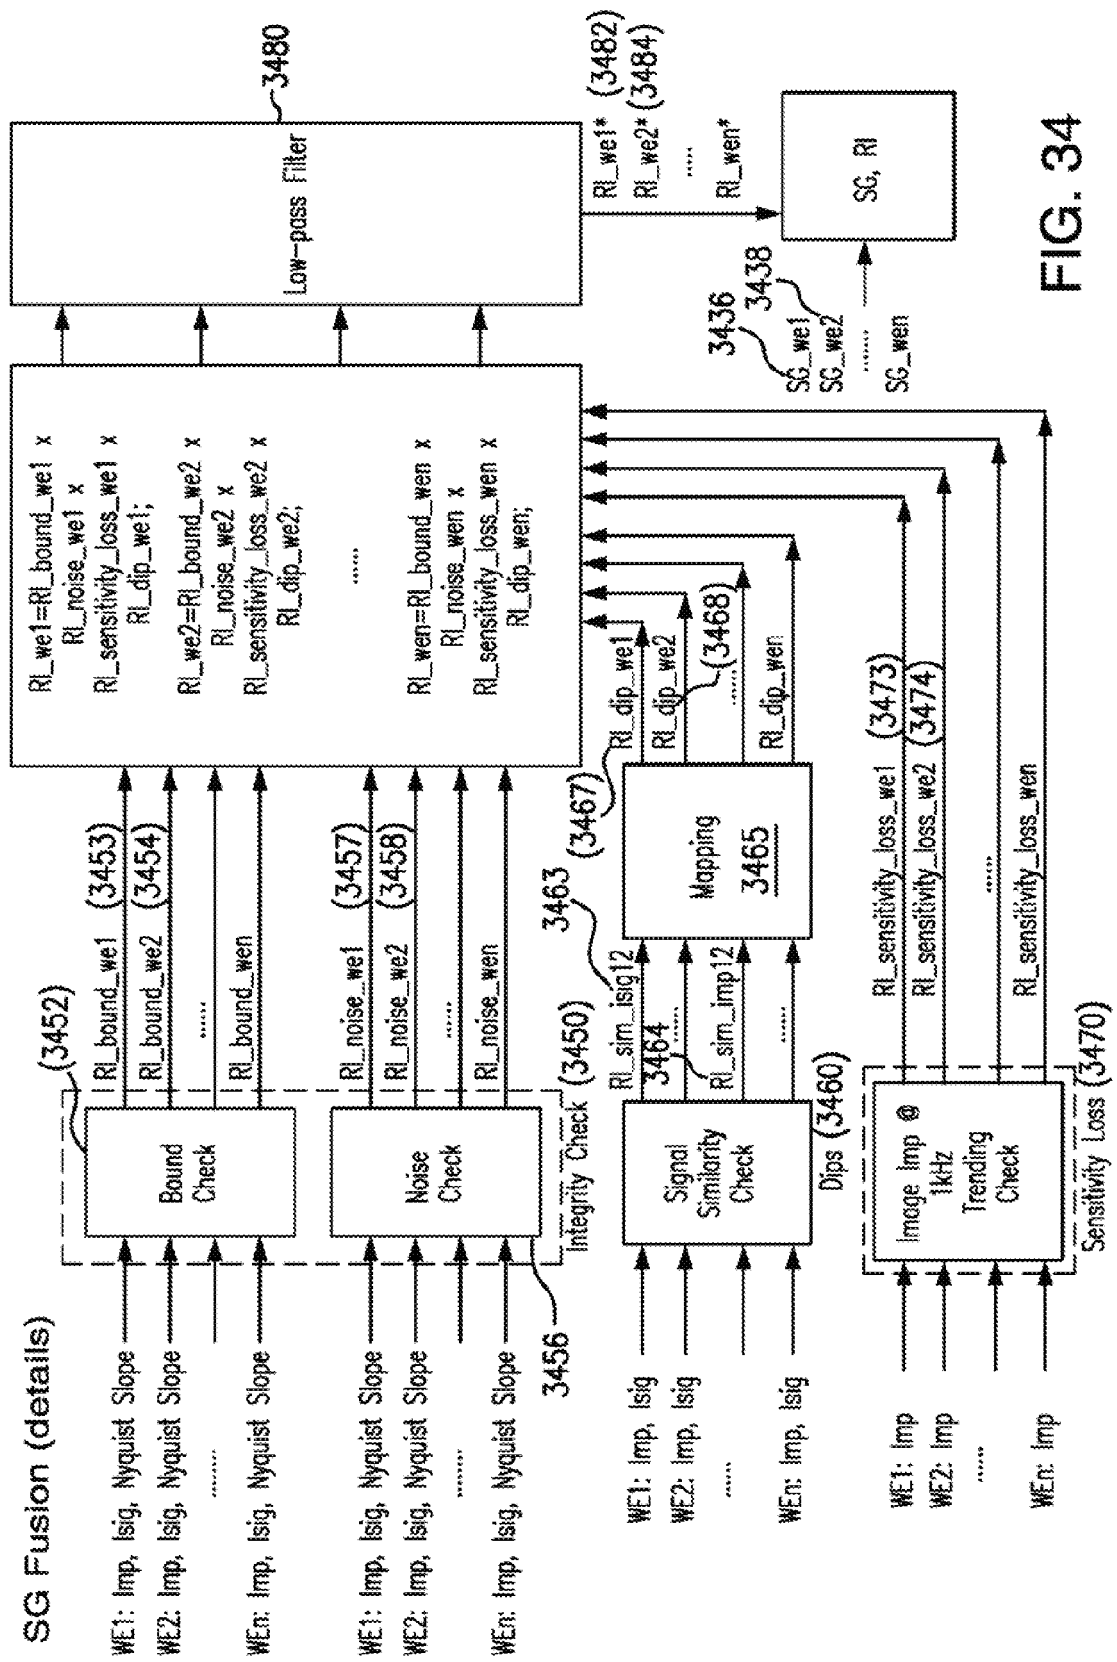 SG Fusion (details)
WE1: Imp, Isig, Nyquist Slope
WE2: Imp, Isig, Nyquist Slope
........
WEn: Imp, Isig, Nyquist Slope
(3452)
Bound
Check
RI_bound_we1 (3453)
RI_bound_we2 (3454)
......
RI_bound_wen
WE1: Imp, Isig, Nyquist Slope
WE2: Imp, Isig, Nyquist Slope
........
WEn: Imp, Isig, Nyquist Slope
3456
Noise
Check
Integrity Check (3450)
RI_noise_we1 (3457)
RI_noise_we2 (3458)
......
RI_noise_wen
WE1: Imp, Isig
WE2: Imp, Isig
......
WEn: Imp, Isig
Signal
Similarity
Check
Dips (3460)
RI_sim_isig12
3463
......
3464
RI_sim_imp12
......
Mapping
3465
(3467)
RI_dip_we1
RI_dip_we2
(3468)
......
RI_dip_wen
WE1: Imp
WE2: Imp
......
WEn: Imp
Image Imp @
1kHz
Trending
Check
Sensitivity Loss (3470)
RI_sensitivity_loss_we1 (3473)
RI_sensitivity_loss_we2 (3474)
......
RI_sensitivity_loss_wen
RI_we1=RI_bound_we1 x
RI_noise_we1 x
RI_sensitivity_loss_we1 x
RI_dip_we1;
RI_we2=RI_bound_we2 x
RI_noise_we2 x
RI_sensitivity_loss_we2 x
RI_dip_we2;
......
RI_wen=RI_bound_wen x
RI_noise_wen x
RI_sensitivity_loss_wen x
RI_dip_wen;
Low-pass Filter
3480
RI_we1* (3482)
RI_we2* (3484)
......
RI_wen*
3436
3438
SG_we1
SG_we2
......
SG_wen
SG, RI
FIG. 34